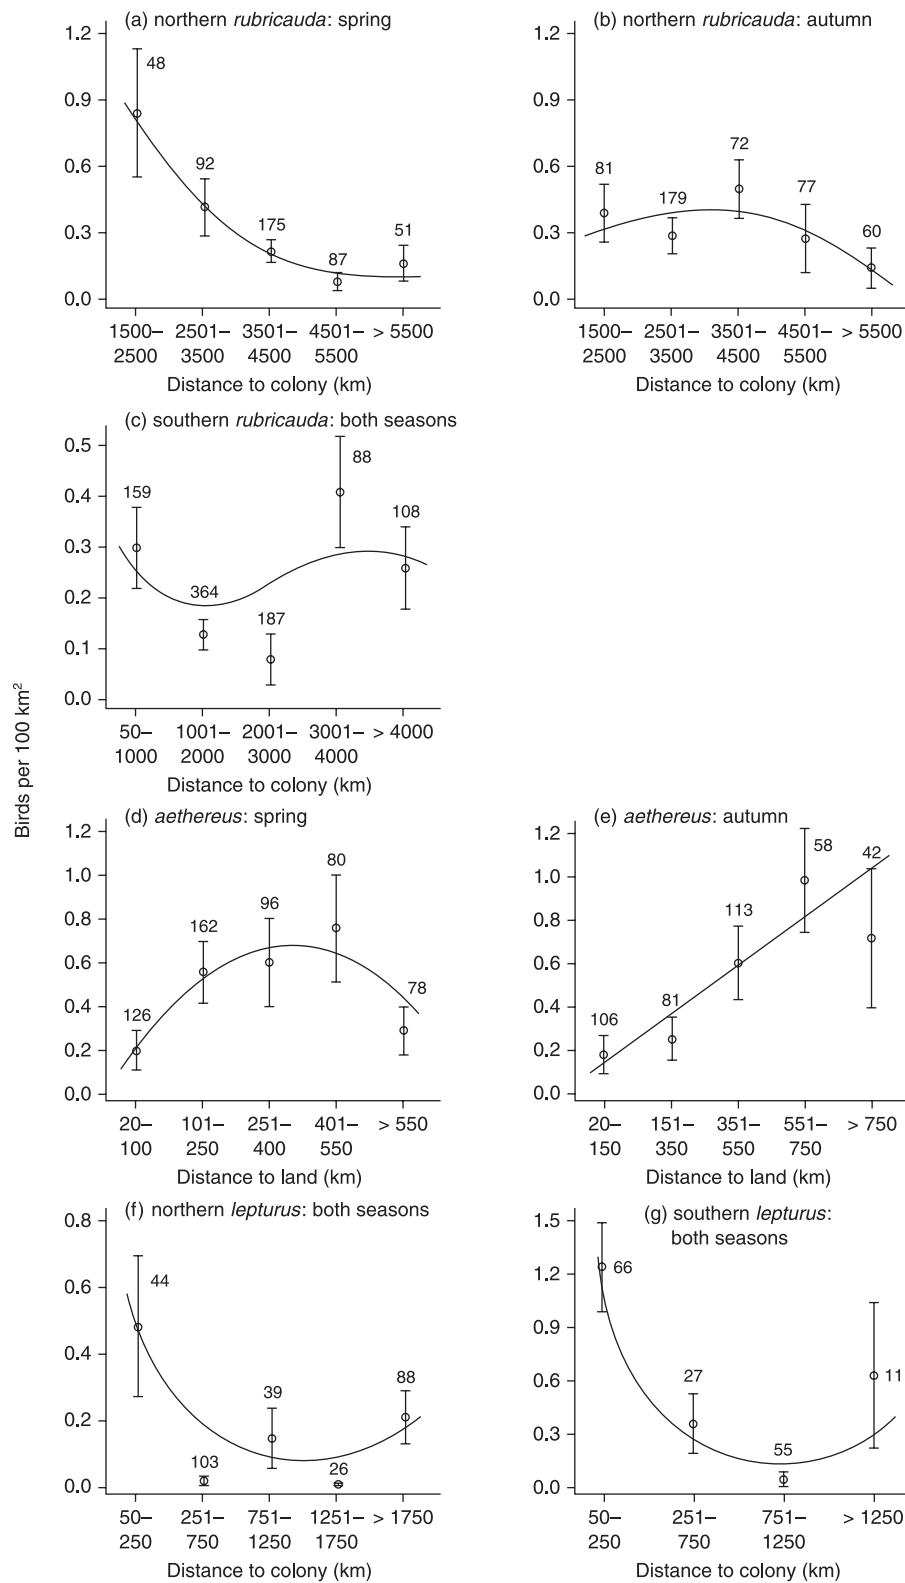 (a) northern rubricauda: spring
1.2
0.9
0.6
0.3
0.0
48
92
175
87
51
1500– 2501– 3501– 4501– > 5500
2500 3500 4500 5500
Distance to colony (km)
(b) northern rubricauda: autumn
1.2
0.9
0.6
0.3
0.0
81
179
72
77
60
1500– 2501– 3501– 4501– > 5500
2500 3500 4500 5500
Distance to colony (km)
(c) southern rubricauda: both seasons
0.5
0.4
0.3
0.2
0.1
0.0
159
364
187
88
108
50– 1001– 2001– 3001– > 4000
1000 2000 3000 4000
Distance to colony (km)
Birds per 100 km²
(d) aethereus: spring
1.2
1.0
0.8
0.6
0.4
0.2
0.0
126
162
96
80
78
20– 101– 251– 401– > 550
100 250 400 550
Distance to land (km)
(e) aethereus: autumn
1.2
1.0
0.8
0.6
0.4
0.2
0.0
106
81
113
58
42
20– 151– 351– 551– > 750
150 350 550 750
Distance to land (km)
(f) northern lepturus: both seasons
0.8
0.6
0.4
0.2
0.0
44
103
39
26
88
50– 251– 751– 1251– > 1750
250 750 1250 1750
Distance to colony (km)
(g) southern lepturus:
both seasons
1.5
1.2
0.9
0.6
0.3
0.0
66
27
55
11
50– 251– 751– > 1250
250 750 1250
Distance to colony (km)